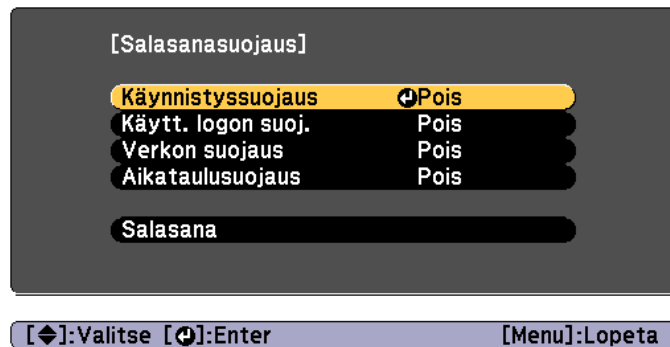 [Salasanasuojaus]
Käynnistyssuojaus Pois
Käytt. logon suoj. Pois
Verkon suojaus Pois
Aikataulusuojaus Pois
Salasana
[◆]:Valitse [⏎]:Enter [Menu]:Lopeta